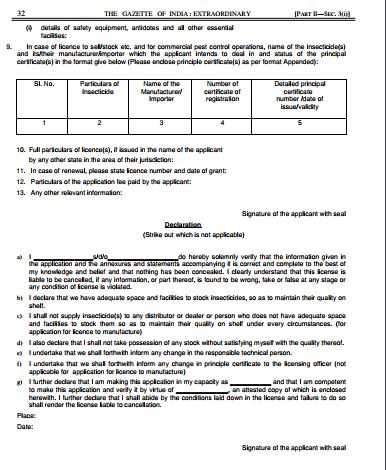 32 THE GAZETTE OF INDIA : EXTRAORDINARY [PART II—SEC. 3(i)]
(i) details of safety equipment, antidotes and all other essential
facilities:
9. In case of licence to sell/stock etc. and for commercial pest control operations, name of the insecticide(s)
and its/their manufacturer/importer which the applicant intends to deal in and status of the principal
certificate(s) in the format give below (Please enclose principle certificate(s) as per format Appended):
Sl. No. Particulars of Insecticide Name of the Manufacturer/ Importer Number of certificate of registration Detailed principal certificate number /date of issue/validity
1 2 3 4 5
10. Full particulars of licence(s), if issued in the name of the applicant
by any other state in the area of their jurisdiction:
11. In case of renewal, please state licence number and date of grant:
12. Particulars of the application fee paid by the applicant:
13. Any other relevant information:
Signature of the applicant with seal
Declaration
(Strike out which is not applicable)
a) I __________s/d/o____________________do hereby solemnly verify that the information given in
the application and the annexures and statements accompanying it is correct and complete to the best of
my knowledge and belief and that nothing has been concealed. I clearly understand that this license is
liable to be cancelled, if any information, or part thereof, is found to be wrong, fake or false at any stage or
any condition of license is violated.
b) I declare that we have adequate space and facilities to stock insecticides, so as to maintain their quality on
shelf.
c) I shall not supply insecticide(s) to any distributor or dealer or person who does not have adequate space
and facilities to stock them so as to maintain their quality on shelf under every circumstances. (for
application for licence to manufacture)
d) I also declare that I shall not take possession of any stock without satisfying myself with the quality thereof.
e) I undertake that we shall forthwith inform any change in the responsible technical person.
f) I undertake that we shall forthwith inform any change in principle certificate to the licensing officer (not
applicable for application for licence to manufacture)
g) I further declare that I am making this application in my capacity as __________ and that I am competent
to make this application and verify it by virtue of ____________, an attested copy of which is enclosed
herewith. I further declare that I shall abide by the conditions laid down in the license and failure to do so
shall render the license liable to cancellation.
Place:
Date:
Signature of the applicant with seal